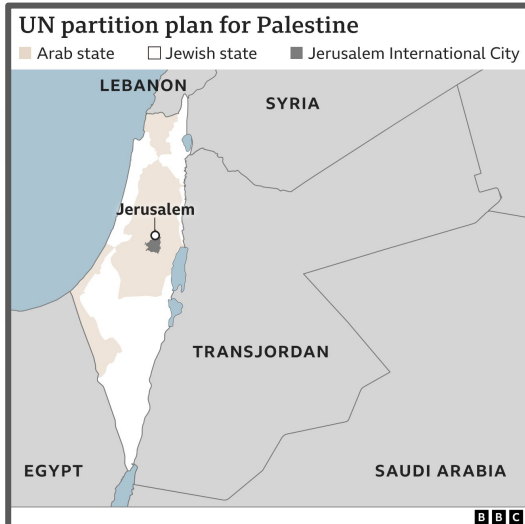 UN partition plan for Palestine
Arab state Jewish state Jerusalem International City
LEBANON
SYRIA
Jerusalem
TRANSJORDAN
EGYPT
SAUDI ARABIA
BBC